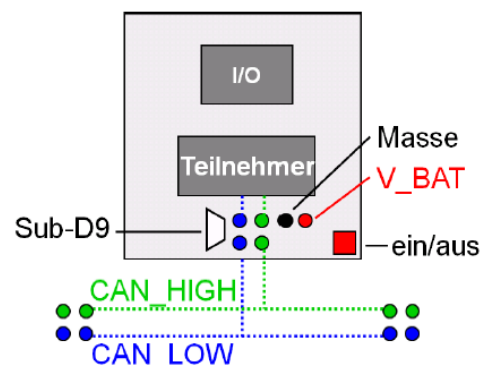 I/O
Teilnehmer
Masse
V_BAT
Sub-D9
ein/aus
CAN_HIGH
CAN_LOW